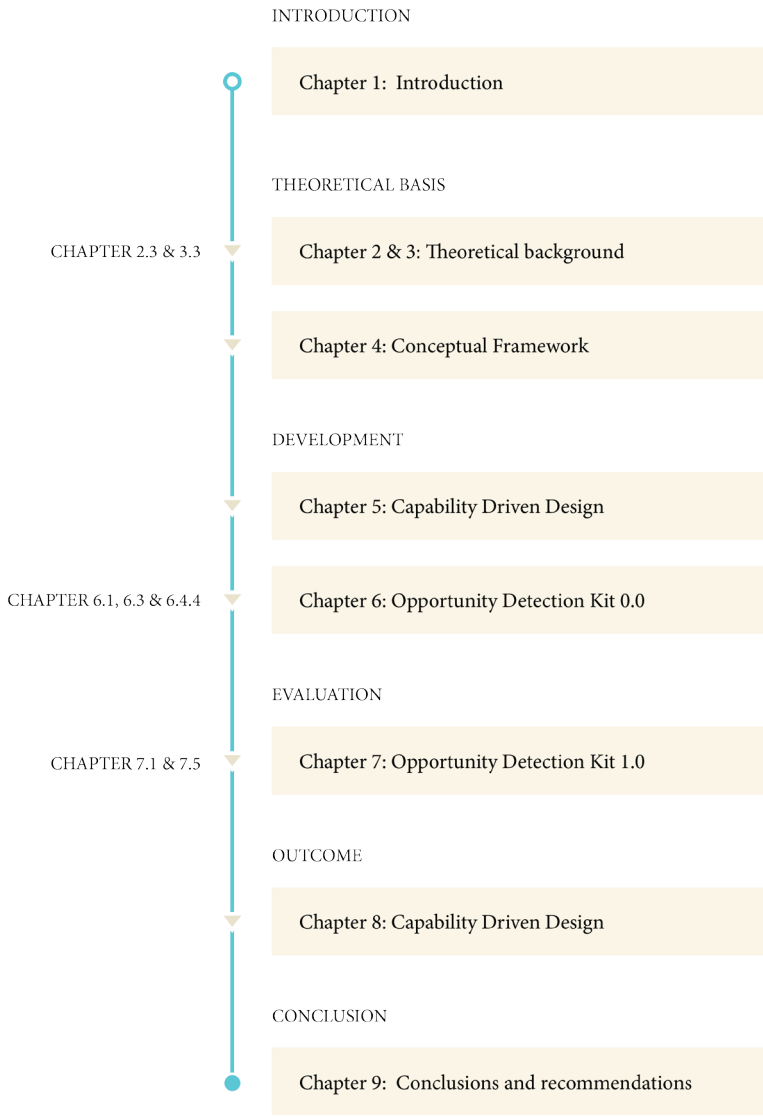 INTRODUCTION
Chapter 1: Introduction
THEORETICAL BASIS
CHAPTER 2.3 & 3.3
Chapter 2 & 3: Theoretical background
Chapter 4: Conceptual Framework
DEVELOPMENT
Chapter 5: Capability Driven Design
CHAPTER 6.1, 6.3 & 6.4.4
Chapter 6: Opportunity Detection Kit 0.0
EVALUATION
CHAPTER 7.1 & 7.5
Chapter 7: Opportunity Detection Kit 1.0
OUTCOME
Chapter 8: Capability Driven Design
CONCLUSION
Chapter 9: Conclusions and recommendations